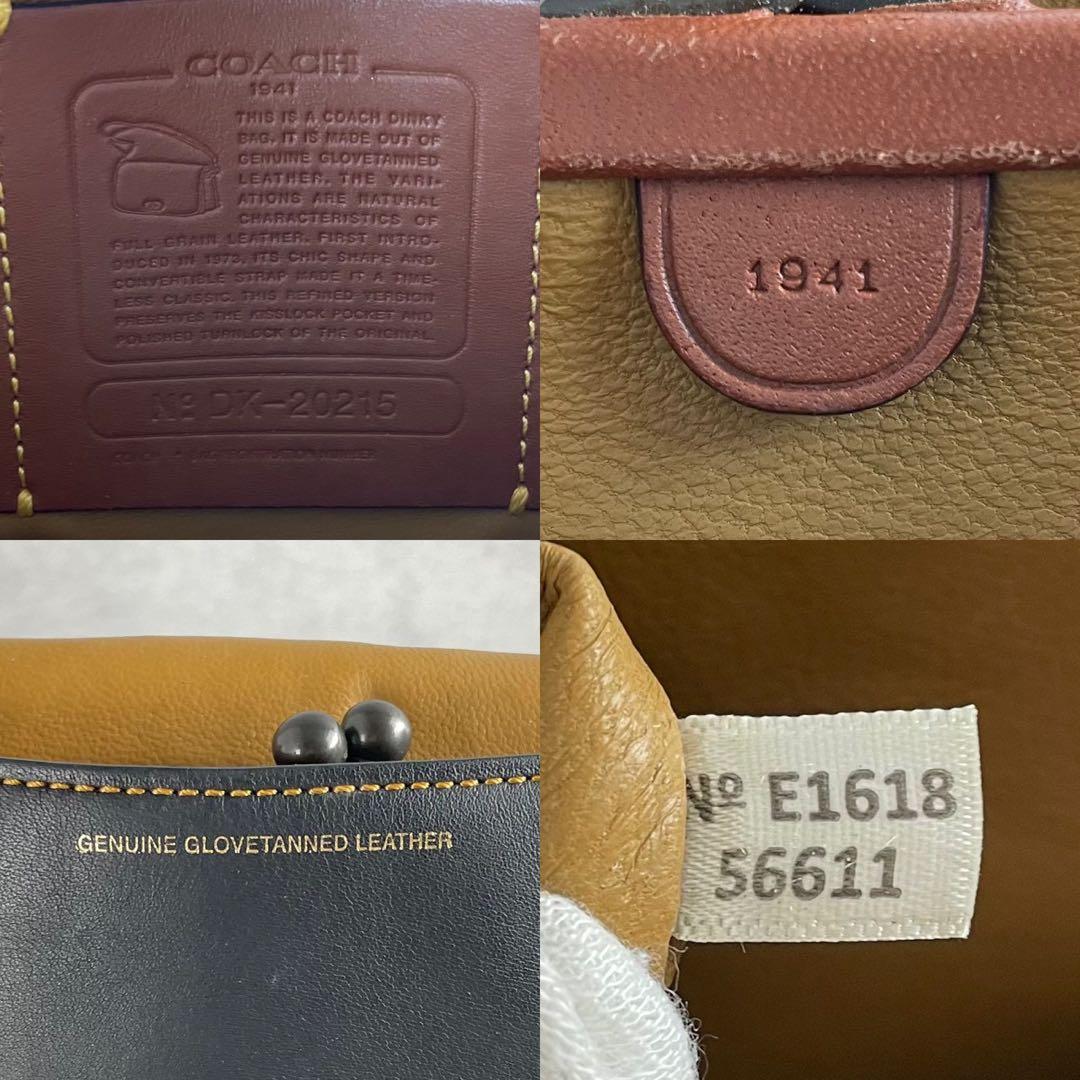 COACH
1941
THIS IS A COACH DINKY
BAG. IT IS MADE OUT OF
GENUINE GLOVETANNED
LEATHER. THE VARI-
ATIONS ARE NATURAL
CHARACTERISTICS OF
FULL GRAIN LEATHER. FIRST INTRO-
DUCED IN 1973, ITS CHIC SHAPE AND
CONVERTIBLE STRAP MADE IT A TIME-
LESS CLASSIC. THIS REFINED VERSION
PRESERVES THE KISSLOCK POCKET AND
POLISHED TURNLOCK OF THE ORIGINAL.
Nº DK-20215
1941
GENUINE GLOVETANNED LEATHER
Nº E1618
56611